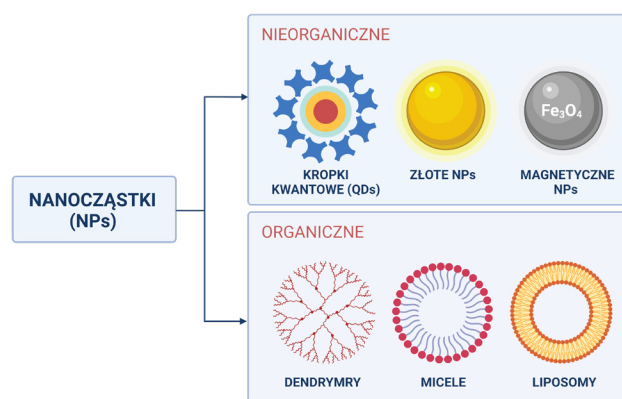 NIEORGANICZNE
Fe₃O₄
KROPKI
KWANTOWE (QDs)
ZŁOTE NPs
MAGNETYCZNE
NPs
NANOCZĄSTKI
(NPs)
ORGANICZNE
DENDRYMRY
MICELE
LIPOSOMY